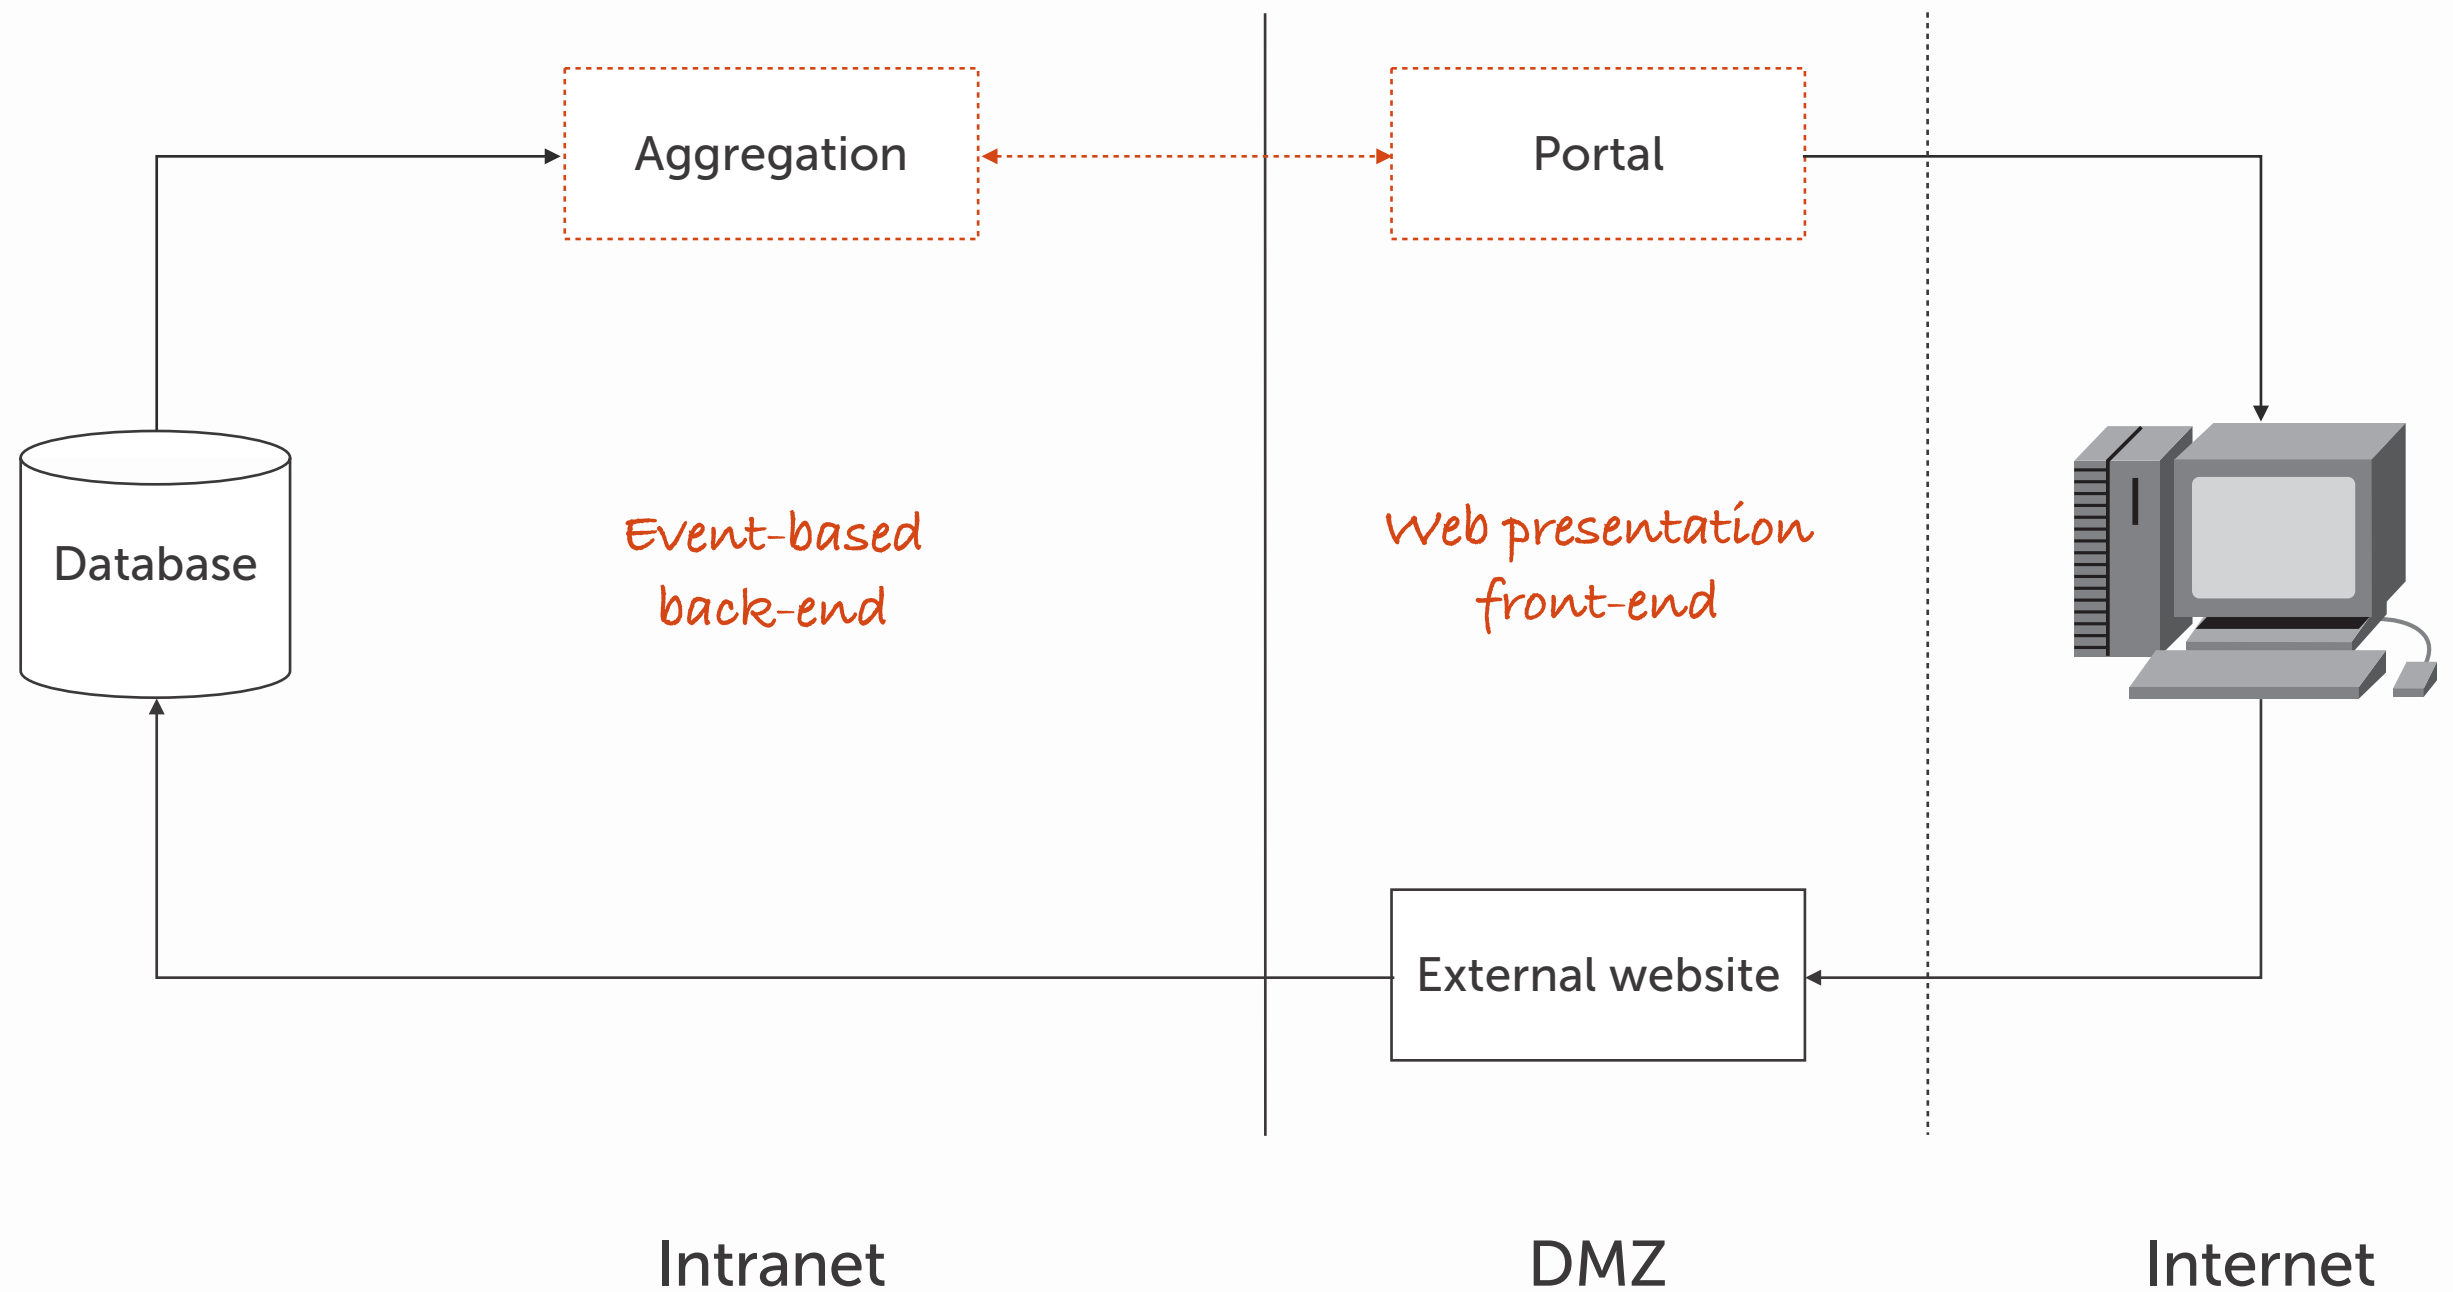 Aggregation
Portal
Database
Event-based
back-end
Web presentation
front-end
External website
Intranet
DMZ
Internet